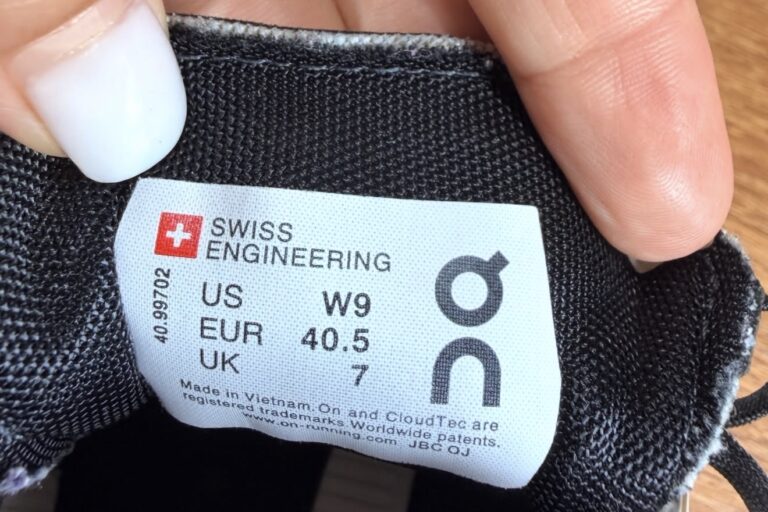 SWISS
ENGINEERING
40.99702
US W9
EUR 40.5
UK 7
On
Made in Vietnam.On and CloudTec are
registered trademarks.Worldwide patents.
www.on-running.com JBC OJ